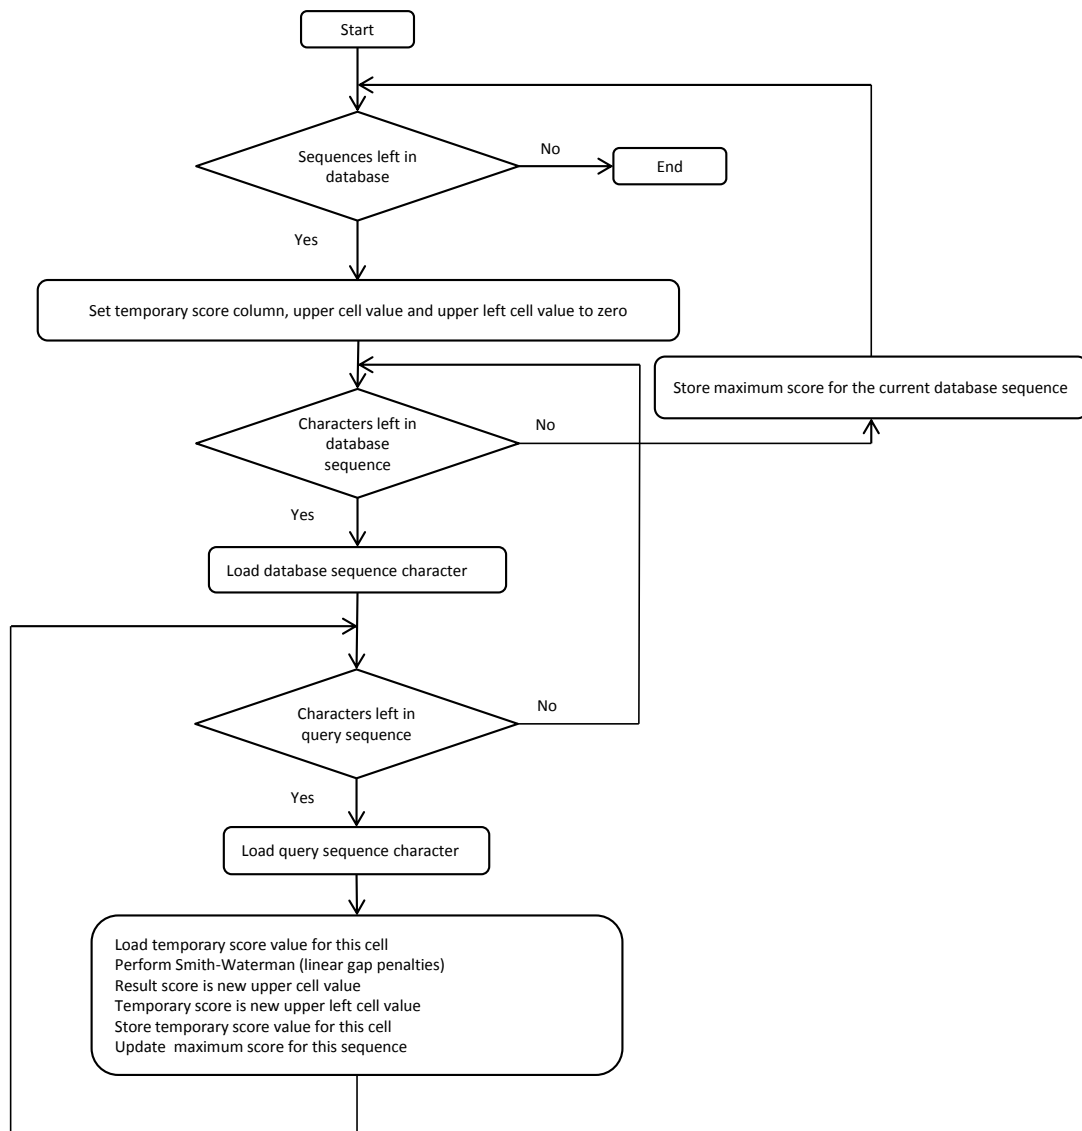 Start
Sequences left in
database
No
End
Yes
Set temporary score column, upper cell value and upper left cell value to zero
Store maximum score for the current database sequence
Characters left in
database
sequence
No
Yes
Load database sequence character
Characters left in
query sequence
No
Yes
Load query sequence character
Load temporary score value for this cell
Perform Smith-Waterman (linear gap penalties)
Result score is new upper cell value
Temporary score is new upper left cell value
Store temporary score value for this cell
Update maximum score for this sequence